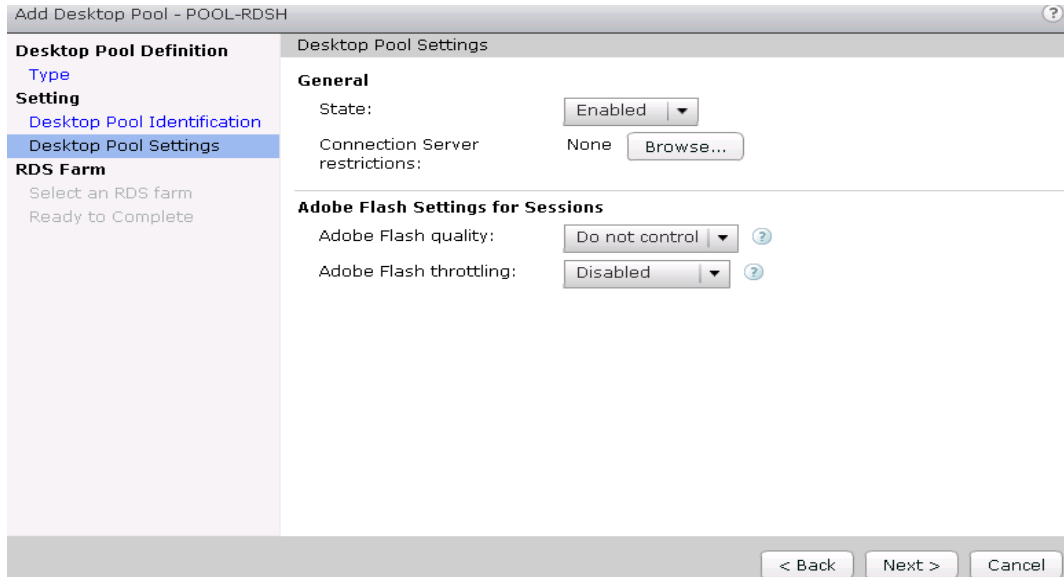 Add Desktop Pool - POOL-RDSH
?
Desktop Pool Definition
Type
Setting
Desktop Pool Identification
Desktop Pool Settings
RDS Farm
Select an RDS farm
Ready to Complete
Desktop Pool Settings
General
State:
Enabled
Connection Server
restrictions:
None
Browse...
Adobe Flash Settings for Sessions
Adobe Flash quality:
Do not control
?
Adobe Flash throttling:
Disabled
?
< Back
Next >
Cancel